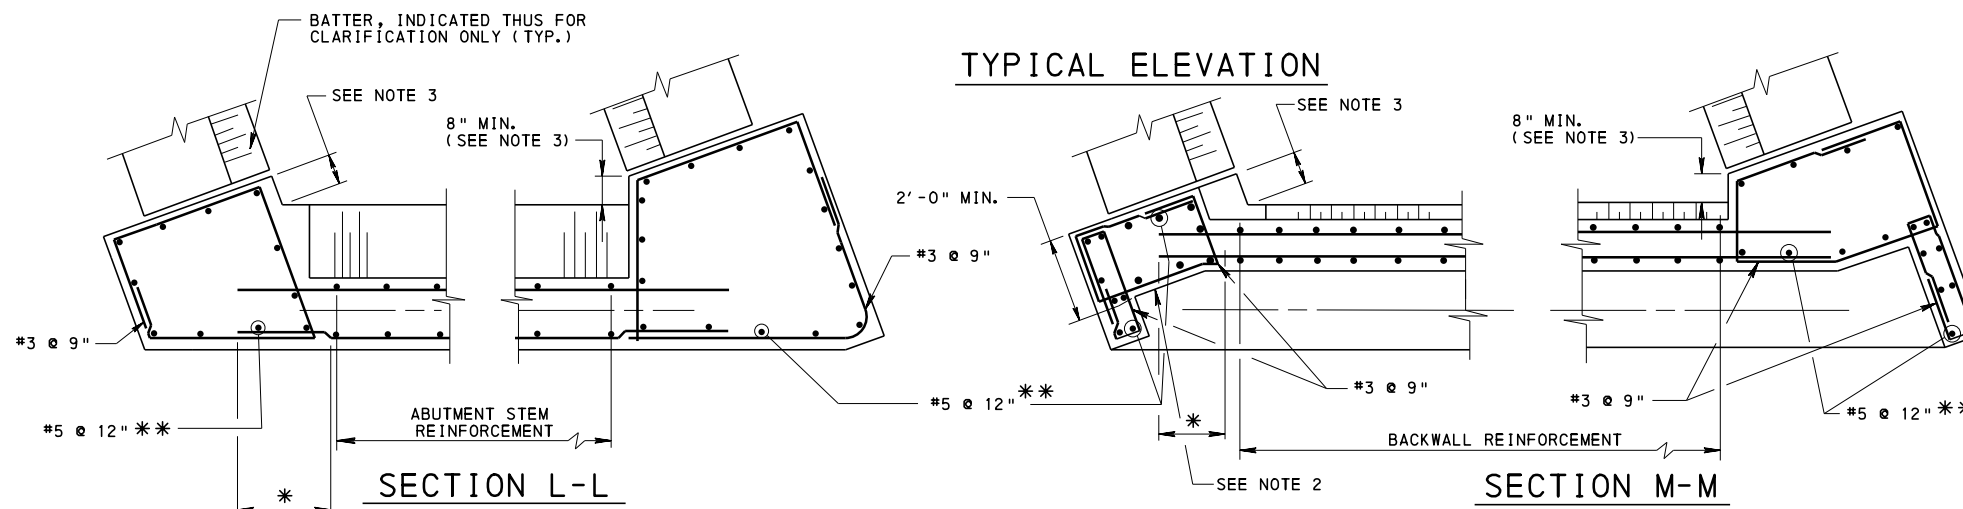 BATTER, INDICATED THUS FOR
CLARIFICATION ONLY (TYP.)
SEE NOTE 3
8" MIN.
(SEE NOTE 3)
#3 @ 9"
#3 @ 9"
#5 @ 12" **
*
ABUTMENT STEM
REINFORCEMENT
SECTION L-L
#5 @ 12" **
TYPICAL ELEVATION
SEE NOTE 3
8" MIN.
(SEE NOTE 3)
2'-0" MIN.
#3 @ 9"
*
SEE NOTE 2
BACKWALL REINFORCEMENT
#3 @ 9"
#5 @ 12" **
SECTION M-M